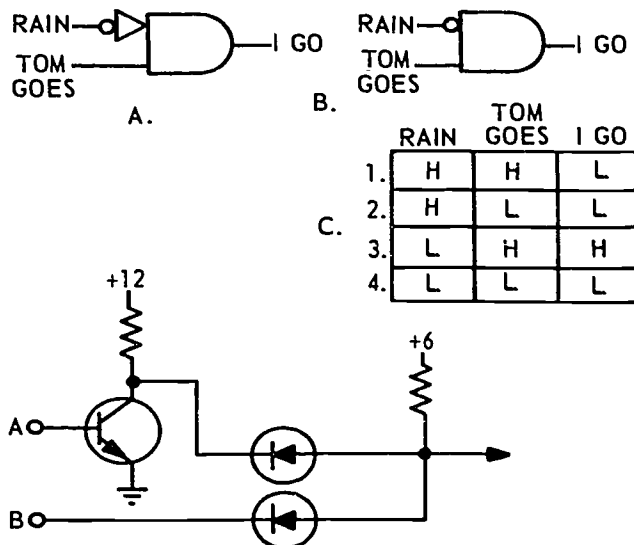 RAIN
TOM
GOES
I GO
A.
RAIN
TOM
GOES
I GO
B.
C.
RAIN TOM GOES I GO
1. H H L
2. H L L
3. L H H
4. L L L
+12
+6
A
B